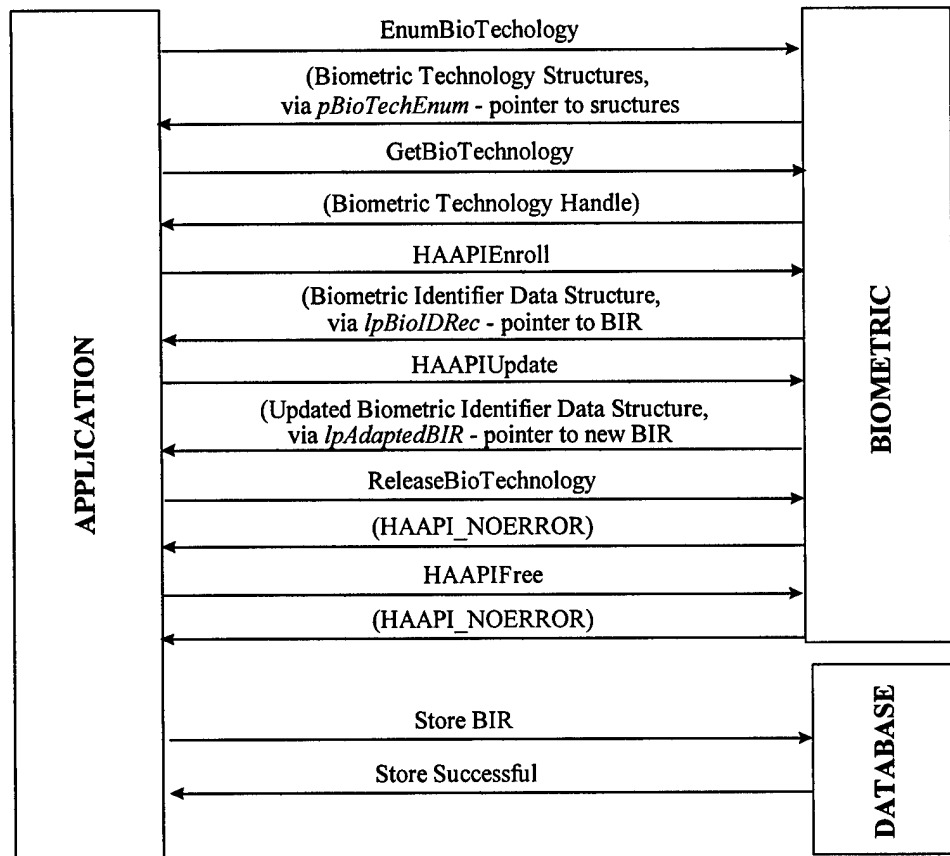 EnumBioTechology
(Biometric Technology Structures,
via pBioTechEnum - pointer to sructures
GetBioTechnology
(Biometric Technology Handle)
HAAPIEnroll
(Biometric Identifier Data Structure,
via lpBioIDRec - pointer to BIR
HAAPIUpdate
(Updated Biometric Identifier Data Structure,
via lpAdaptedBIR - pointer to new BIR
ReleaseBioTechnology
(HAAPI_NOERROR)
HAAPIFree
(HAAPI_NOERROR)
Store BIR
Store Successful
APPLICATION
BIOMETRIC
DATABASE